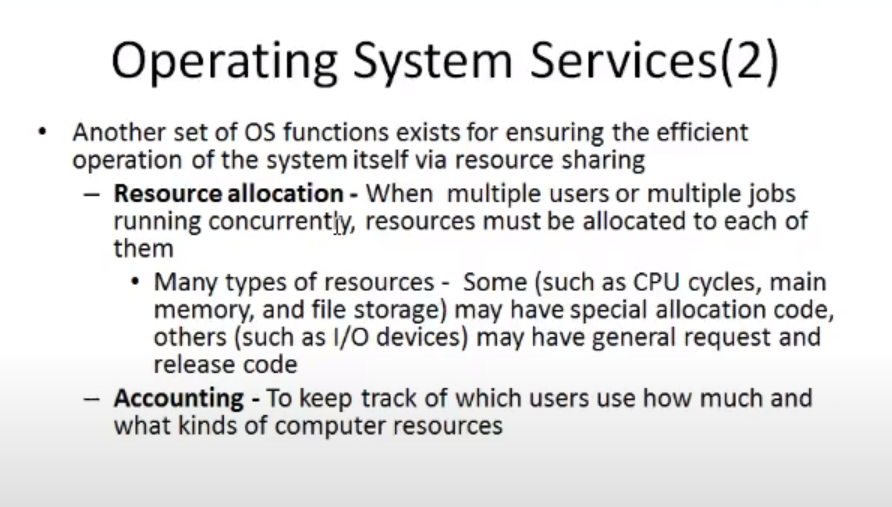 Operating System Services(2)
• Another set of OS functions exists for ensuring the efficient
operation of the system itself via resource sharing
– Resource allocation - When multiple users or multiple jobs
running concurrently, resources must be allocated to each of
them
• Many types of resources - Some (such as CPU cycles, main
memory, and file storage) may have special allocation code,
others (such as I/O devices) may have general request and
release code
– Accounting - To keep track of which users use how much and
what kinds of computer resources